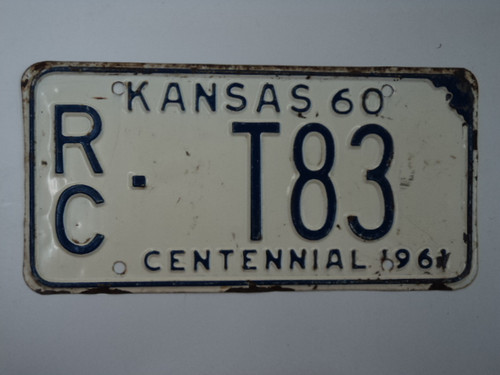 KANSAS 60
RC · T83
CENTENNIAL 1961